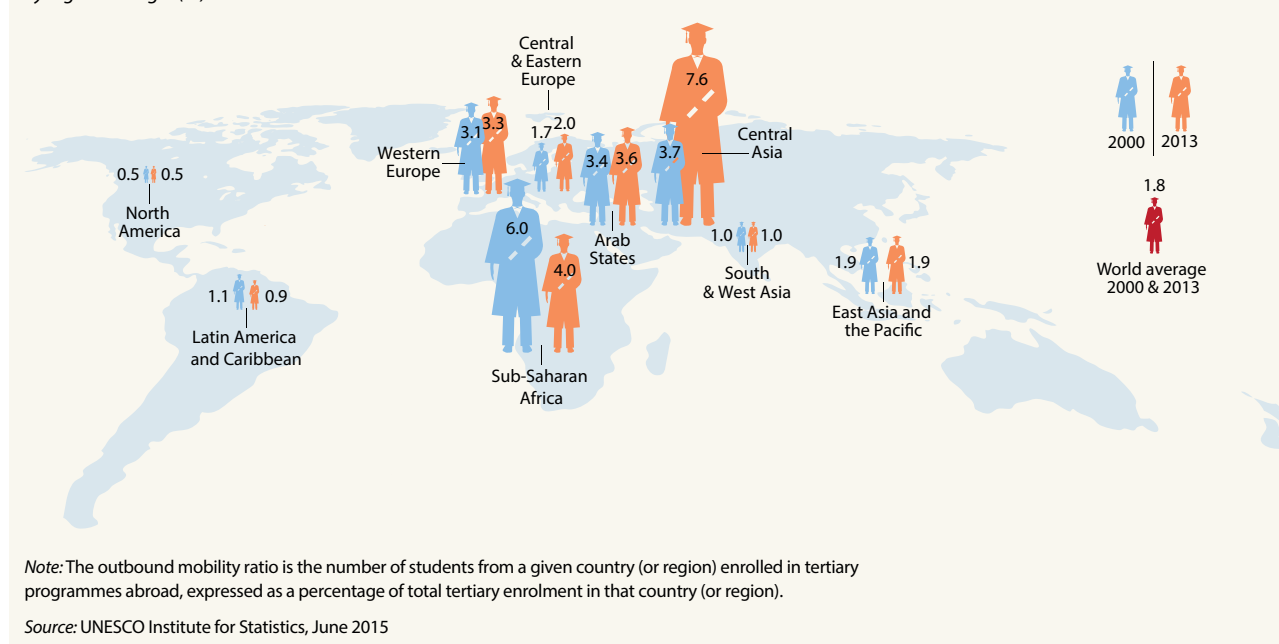 Central
& Eastern
Europe
7.6
2000
2013
3.1
3.3
1.7
2.0
Western
Europe
3.4
3.6
3.7
Central
Asia
0.5
0.5
North
America
1.8
World average
2000 & 2013
6.0
4.0
Arab
States
1.0
1.0
South
& West Asia
1.9
1.9
East Asia and
the Pacific
1.1
0.9
Latin America
and Caribbean
Sub-Saharan
Africa
Note: The outbound mobility ratio is the number of students from a given country (or region) enrolled in tertiary
programmes abroad, expressed as a percentage of total tertiary enrolment in that country (or region).
Source: UNESCO Institute for Statistics, June 2015